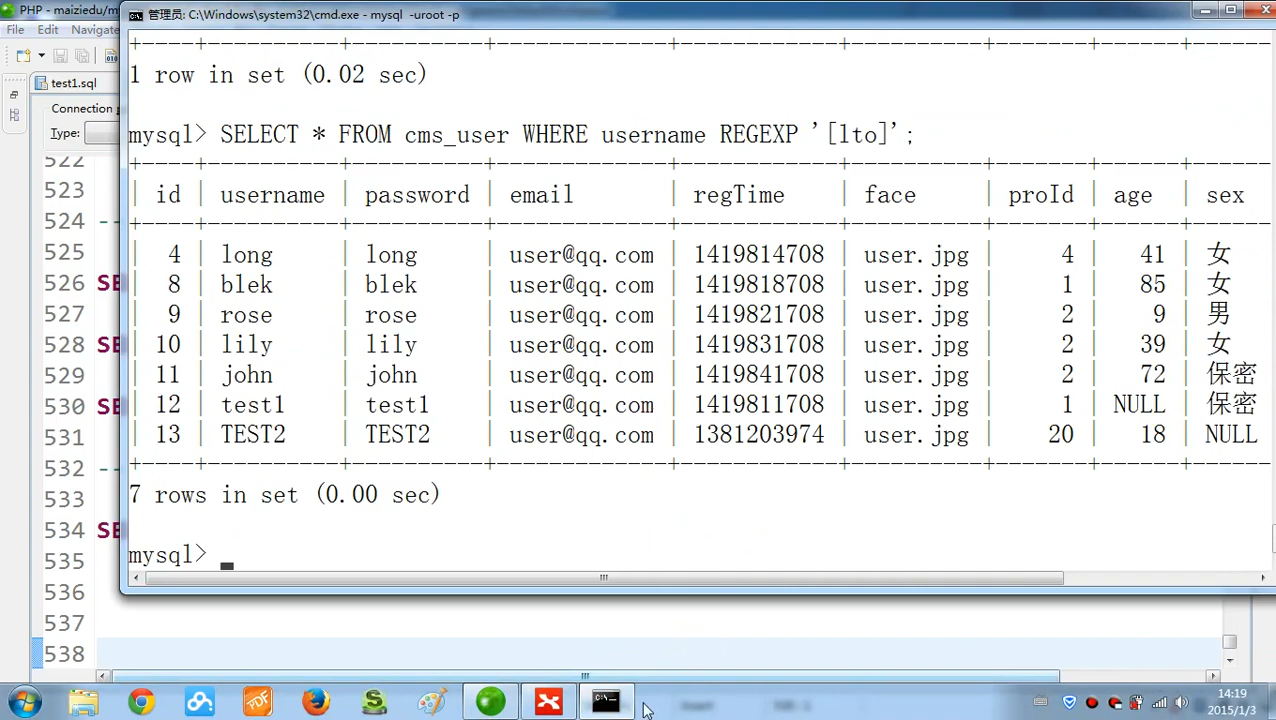 PHP - maiziedu/
管理员: C:\Windows\system32\cmd.exe - mysql  -uroot -p
File Edit Navigate
test1.sql
Connection
Type:
1 row in set (0.02 sec)
mysql> SELECT * FROM cms_user WHERE username REGEXP '[lto]';
| id | username | password | email | regTime | face | proId | age | sex
| 4 | long | long | user@qq.com | 1419814708 | user.jpg | 4 | 41 | 女
| 8 | blek | blek | user@qq.com | 1419818708 | user.jpg | 1 | 85 | 女
| 9 | rose | rose | user@qq.com | 1419821708 | user.jpg | 2 | 9 | 男
| 10 | lily | lily | user@qq.com | 1419831708 | user.jpg | 2 | 39 | 女
| 11 | john | john | user@qq.com | 1419841708 | user.jpg | 2 | 72 | 保密
| 12 | test1 | test1 | user@qq.com | 1419811708 | user.jpg | 1 | NULL | 保密
| 13 | TEST2 | TEST2 | user@qq.com | 1381203974 | user.jpg | 20 | 18 | NULL
7 rows in set (0.00 sec)
mysql>
522
523
524 --
525
526 SE
527
528 SE
529
530 SE
531
532 --
533
534 SE
535
536
537
538
PDF
14:19
2015/1/3